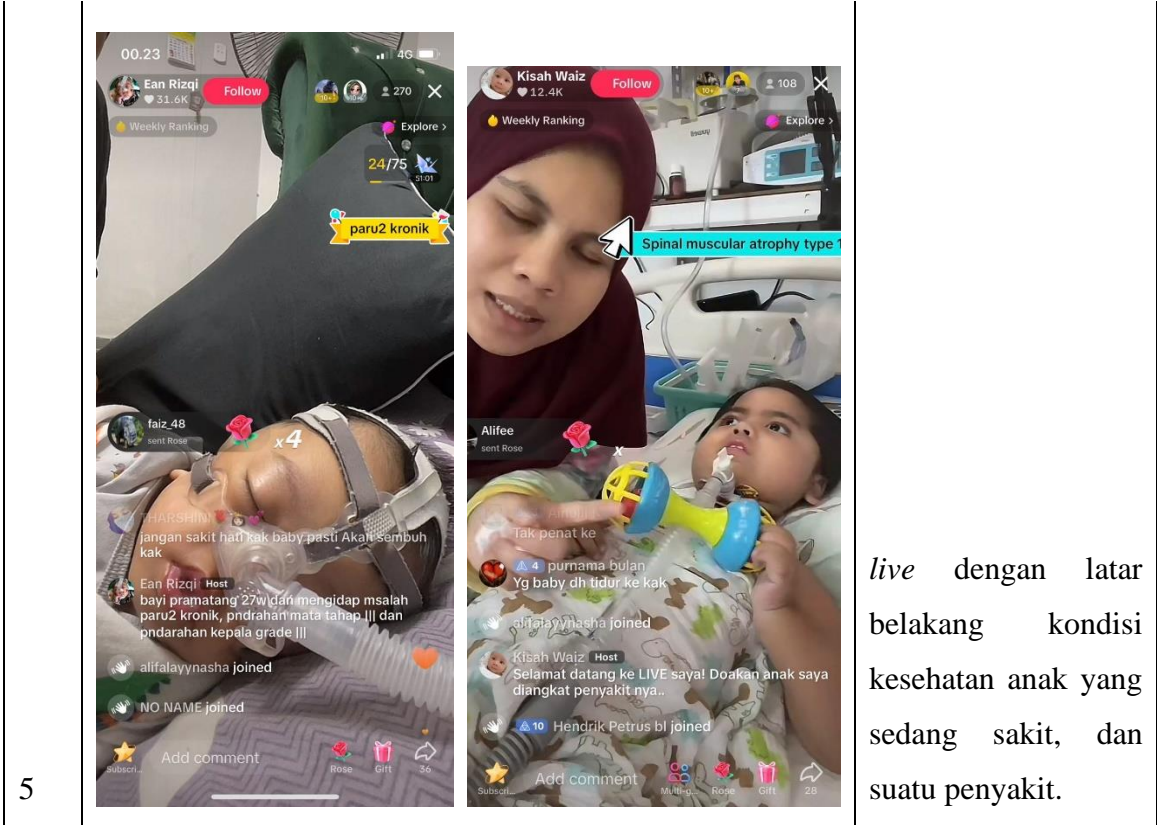 5
00.23
4G
Ean Rizqi
31.6K
Follow
10+
270
Weekly Ranking
Explore >
24/75
51:01
paru2 kronik
faiz_48
sent Rose
x4
THARSHIN
jangan sakit hati kak baby pasti Akan sembuh
kak
Ean Rizqi Host
bayi pramatang 27w dan mengidap msalah
paru2 kronik, pndrahan mata tahap ||| dan
pndarahan kepala grade |||
alifalayynasha joined
NO NAME joined
Subscri...
Add comment
Rose
Gift
36
Kisah Waiz
12.4K
Follow
10+
108
Weekly Ranking
Explore >
Spinal muscular atrophy type 1
Alifee
sent Rose
x
Tak penat ke
4 purnama bulan
Yg baby dh tidur ke kak
alifalayynasha joined
Kisah Waiz Host
Selamat datang ke LIVE saya! Doakan anak saya
diangkat penyakit nya..
10 Hendrik Petrus bl joined
Subscri...
Add comment
Multi-g...
Rose
Gift
28
live dengan latar
belakang kondisi
kesehatan anak yang
sedang sakit, dan
suatu penyakit.